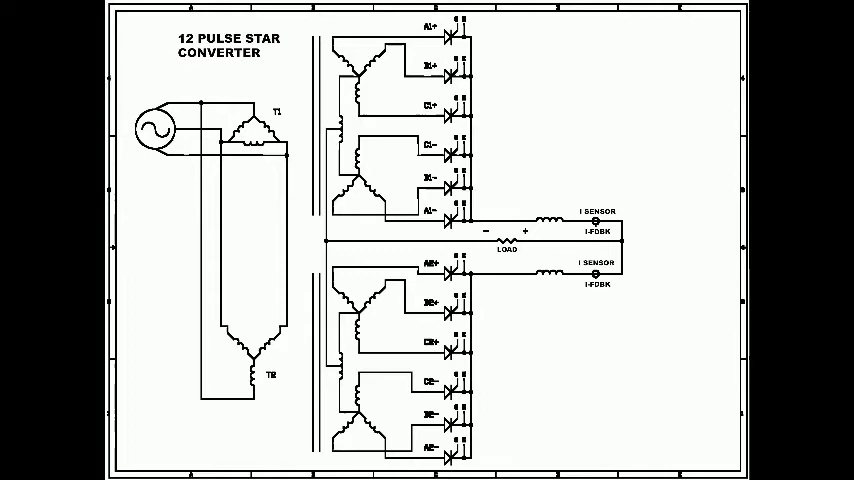 12 PULSE STAR
CONVERTER
T1
A1+
G K
B1+
G K
C1+
G K
C1-
G K
B1-
G K
A1-
G K
I SENSOR
I-FDBK
- +
LOAD
I SENSOR
I-FDBK
A2+
G K
B2+
G K
C2+
G K
T2
C2-
G K
B2-
G K
A2-
G K